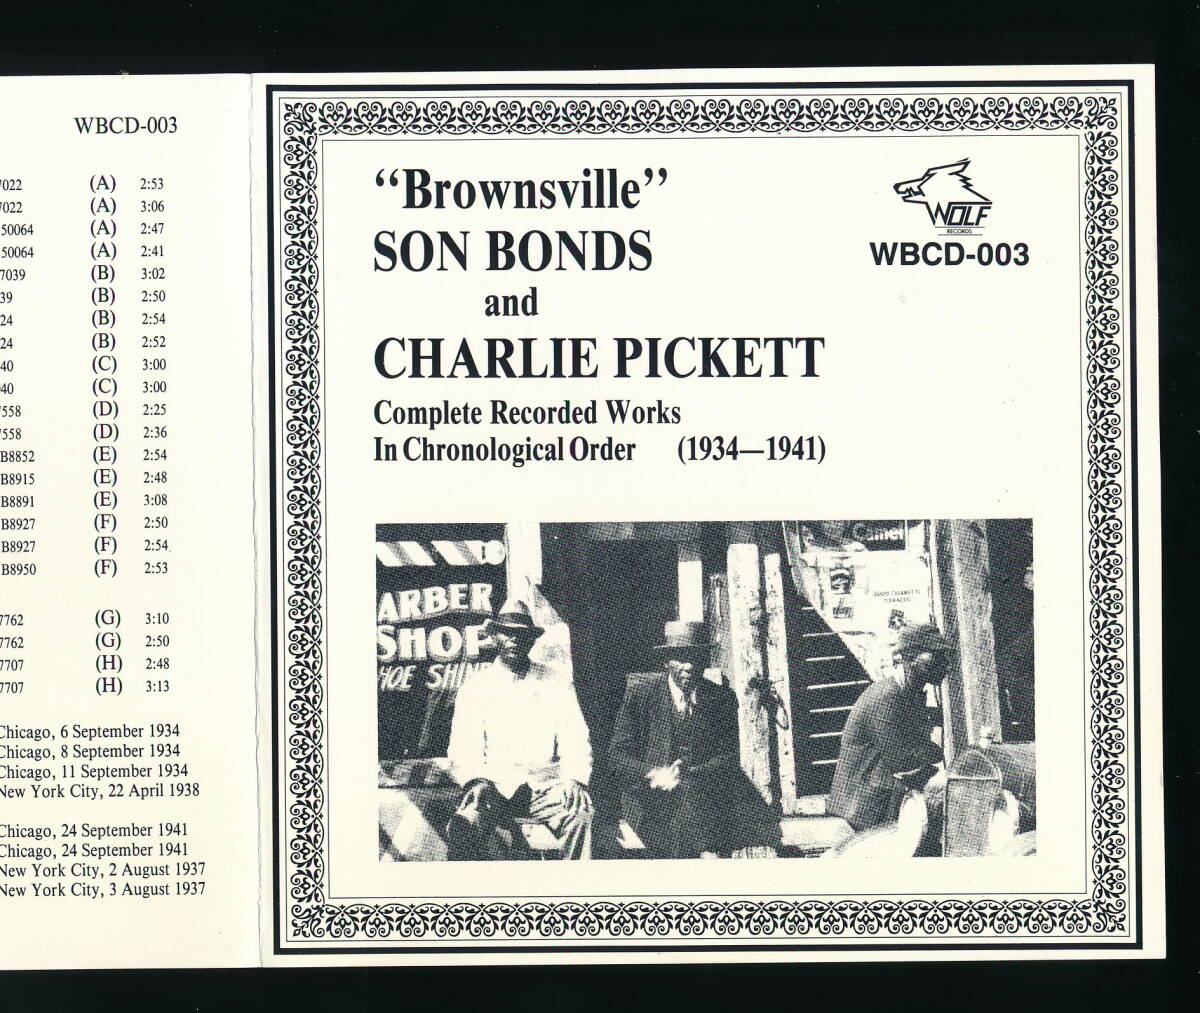 WBCD-003
7022 (A) 2:53
7022 (A) 3:06
50064 (A) 2:47
50064 (A) 2:41
7039 (B) 3:02
39 (B) 2:50
24 (B) 2:54
24 (B) 2:52
40 (C) 3:00
40 (C) 3:00
7558 (D) 2:25
7558 (D) 2:36
B8852 (E) 2:54
B8915 (E) 2:48
B8891 (E) 3:08
B8927 (F) 2:50
B8927 (F) 2:54
B8950 (F) 2:53
7762 (G) 3:10
7762 (G) 2:50
7707 (H) 2:48
7707 (H) 3:13
Chicago, 6 September 1934
Chicago, 8 September 1934
Chicago, 11 September 1934
New York City, 22 April 1938
Chicago, 24 September 1941
Chicago, 24 September 1941
New York City, 2 August 1937
New York City, 3 August 1937
“Brownsville”
SON BONDS
and
CHARLIE PICKETT
Complete Recorded Works
In Chronological Order (1934—1941)
WOLF
RECORDS
WBCD-003
ARBER
SHOP
HOE SHINE
Camel
TOBACCO